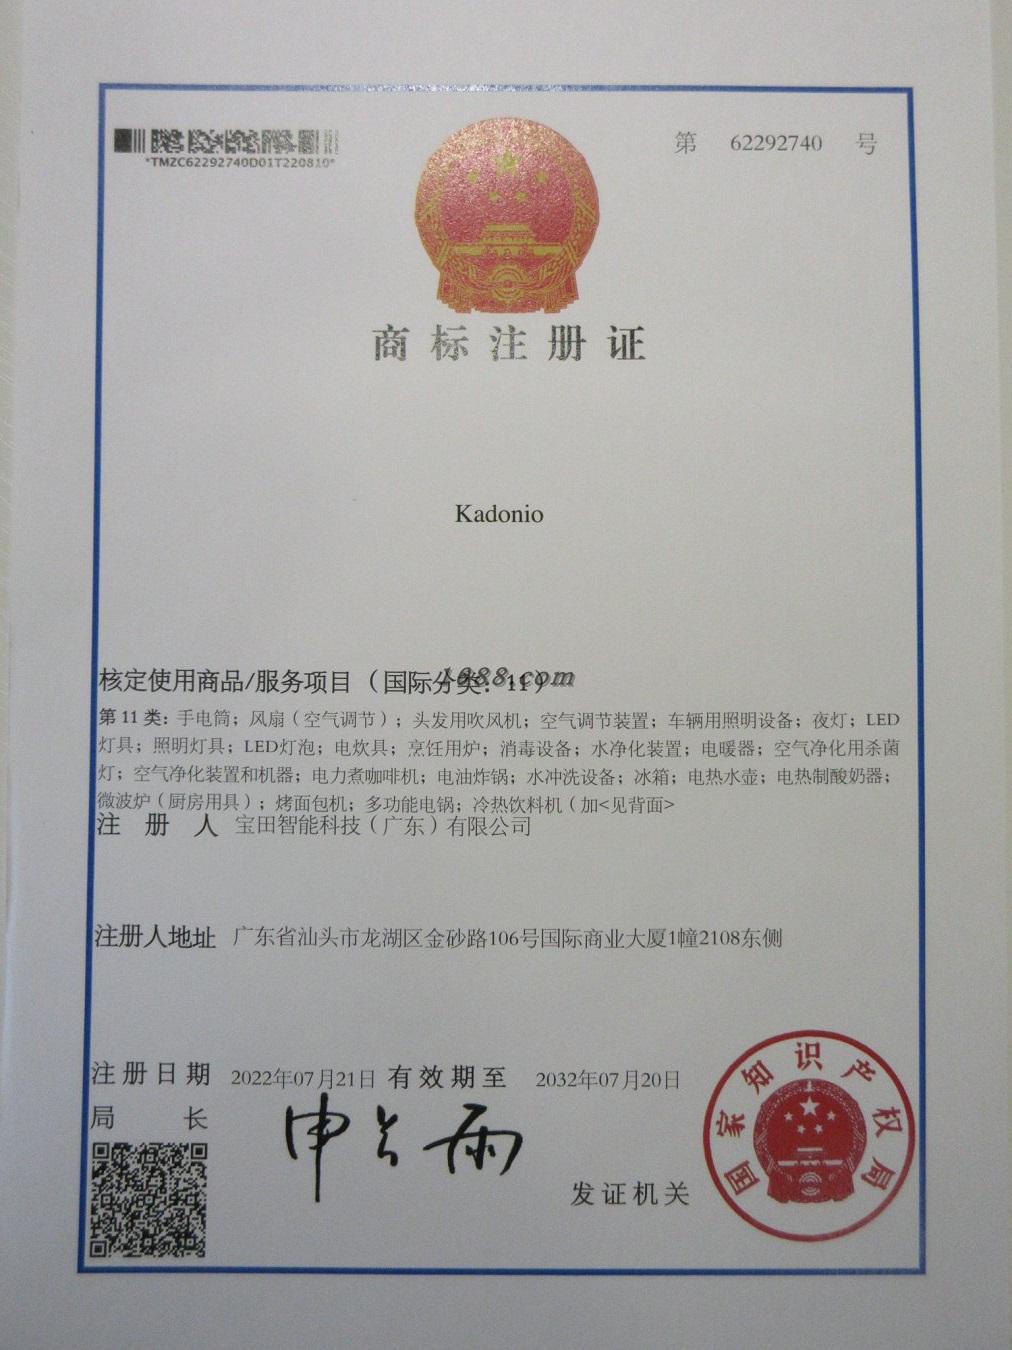 *TMZC62292740D01T220810*
第 62292740 号
商标注册证
Kadonio
核定使用商品/服务项目（国际分类：11）
1688.com
第 11 类: 手电筒；风扇（空气调节）；头发用吹风机；空气调节装置；车辆用照明设备；夜灯；LED
灯具；照明灯具；LED灯泡；电炊具；烹饪用炉；消毒设备；水净化装置；电暖器；空气净化用杀菌
灯；空气净化装置和机器；电力煮咖啡机；电油炸锅；水冲洗设备；冰箱；电热水壶；电热制酸奶器；
微波炉（厨房用具）；烤面包机；多功能电锅；冷热饮料机（加<见背面>
注册人 宝田智能科技（广东）有限公司
注册人地址 广东省汕头市龙湖区金砂路106号国际商业大厦1幢2108东侧
注册日期 2022年07月21日 有效期至 2032年07月20日
局长 申长雨
发证机关
国家知识产权局